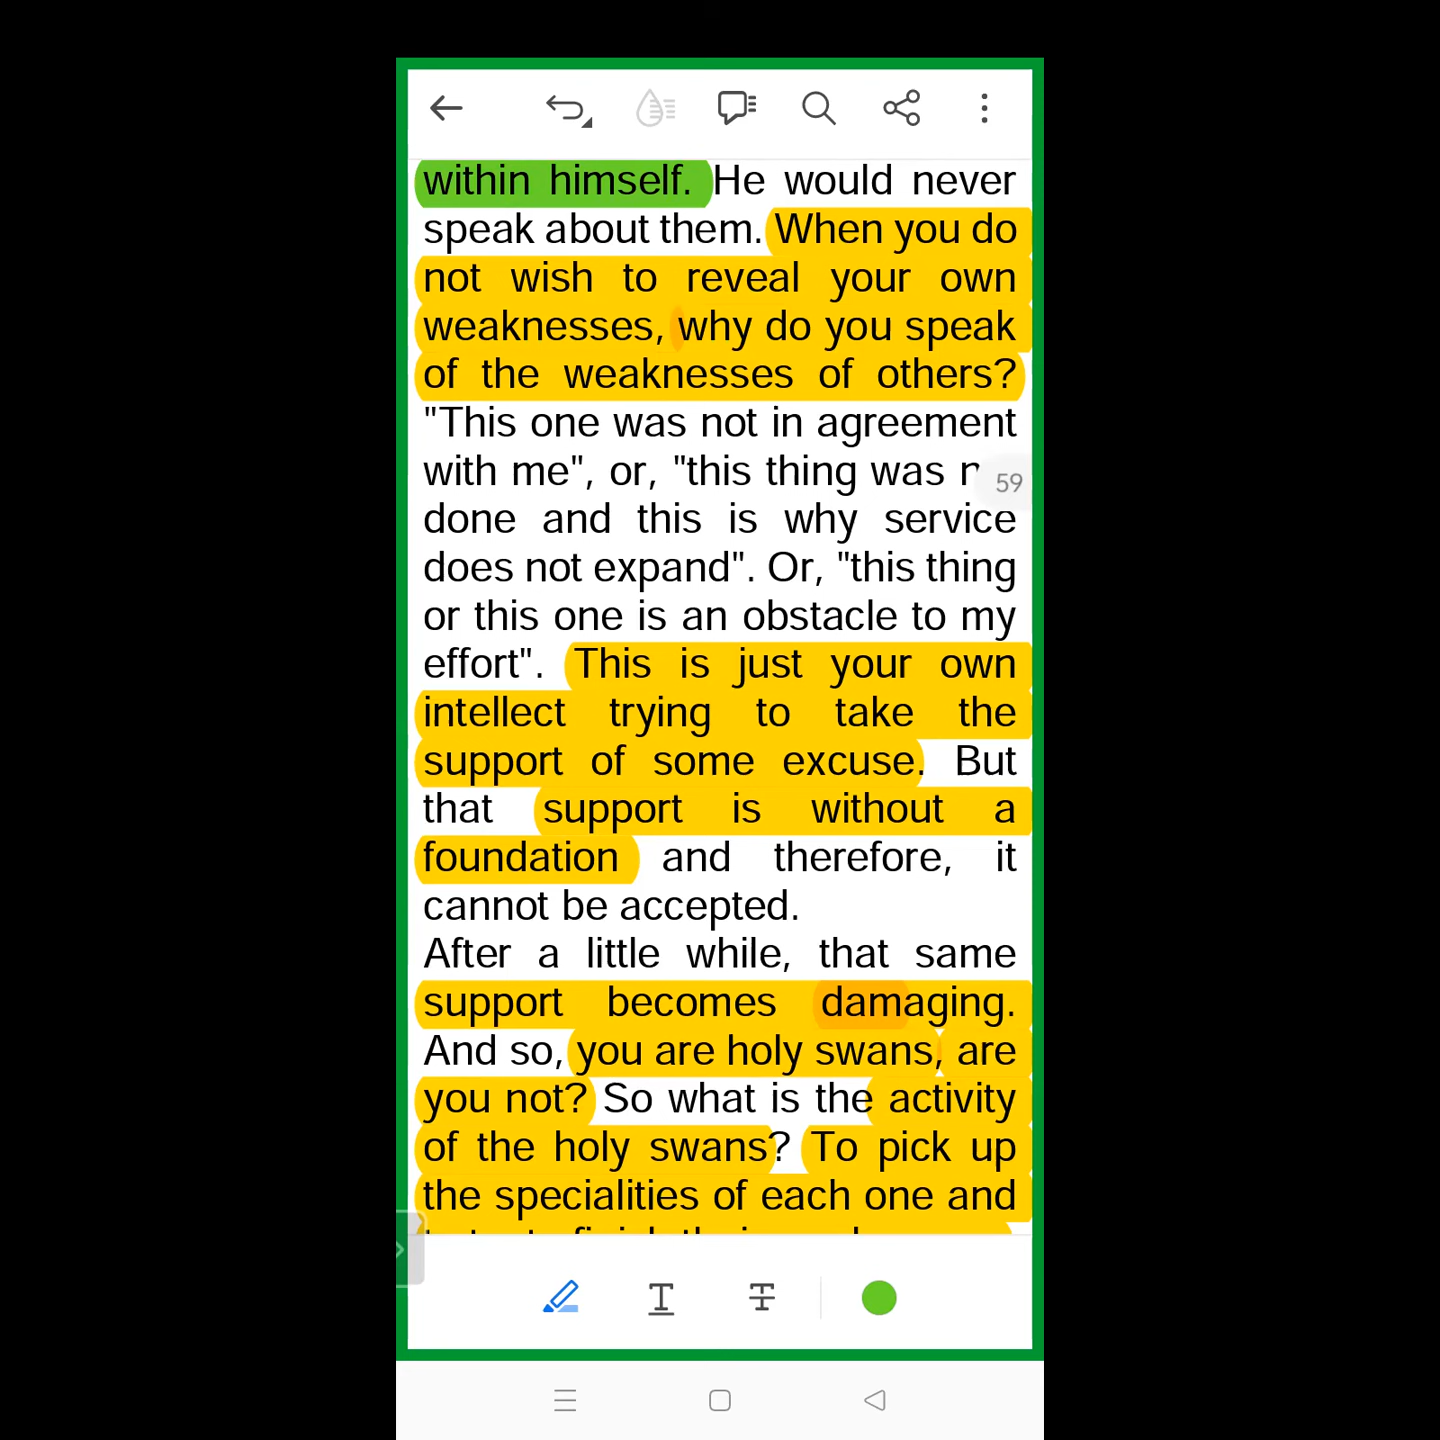 within himself. He would never
speak about them. When you do
not wish to reveal your own
weaknesses, why do you speak
of the weaknesses of others?
"This one was not in agreement
with me", or, "this thing was
59
done and this is why service
does not expand". Or, "this thing
or this one is an obstacle to my
effort". This is just your own
intellect trying to take the
support of some excuse. But
that support is without a
foundation and therefore, it
cannot be accepted.
After a little while, that same
support becomes damaging.
And so, you are holy swans, are
you not? So what is the activity
of the holy swans? To pick up
the specialities of each one and